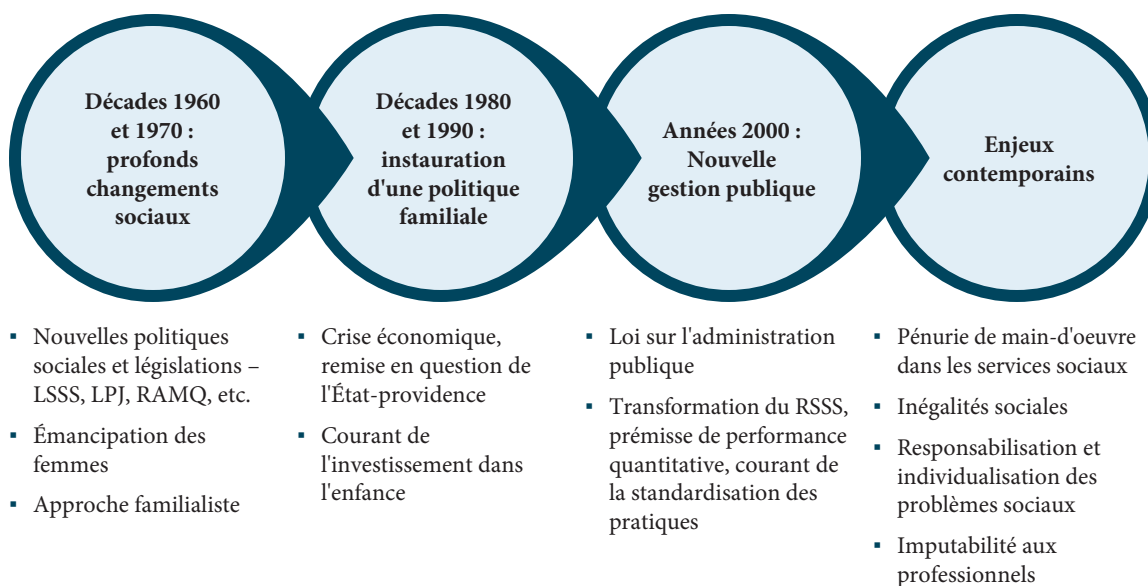 Décades 1960
et 1970 :
profonds
changements
sociaux
Décades 1980
et 1990 :
instauration
d'une politique
familiale
Années 2000 :
Nouvelle
gestion publique
Enjeux
contemporains
▪ Nouvelles politiques
sociales et législations –
LSSS, LPJ, RAMQ, etc.
▪ Émancipation des
femmes
▪ Approche familialiste
▪ Crise économique,
remise en question de
l'État-providence
▪ Courant de
l'investissement dans
l'enfance
▪ Loi sur l'administration
publique
▪ Transformation du RSSS,
prémisse de performance
quantitative, courant de
la standardisation des
pratiques
▪ Pénurie de main-d'oeuvre
dans les services sociaux
▪ Inégalités sociales
▪ Responsabilisation et
individualisation des
problèmes sociaux
▪ Imputabilité aux
professionnels